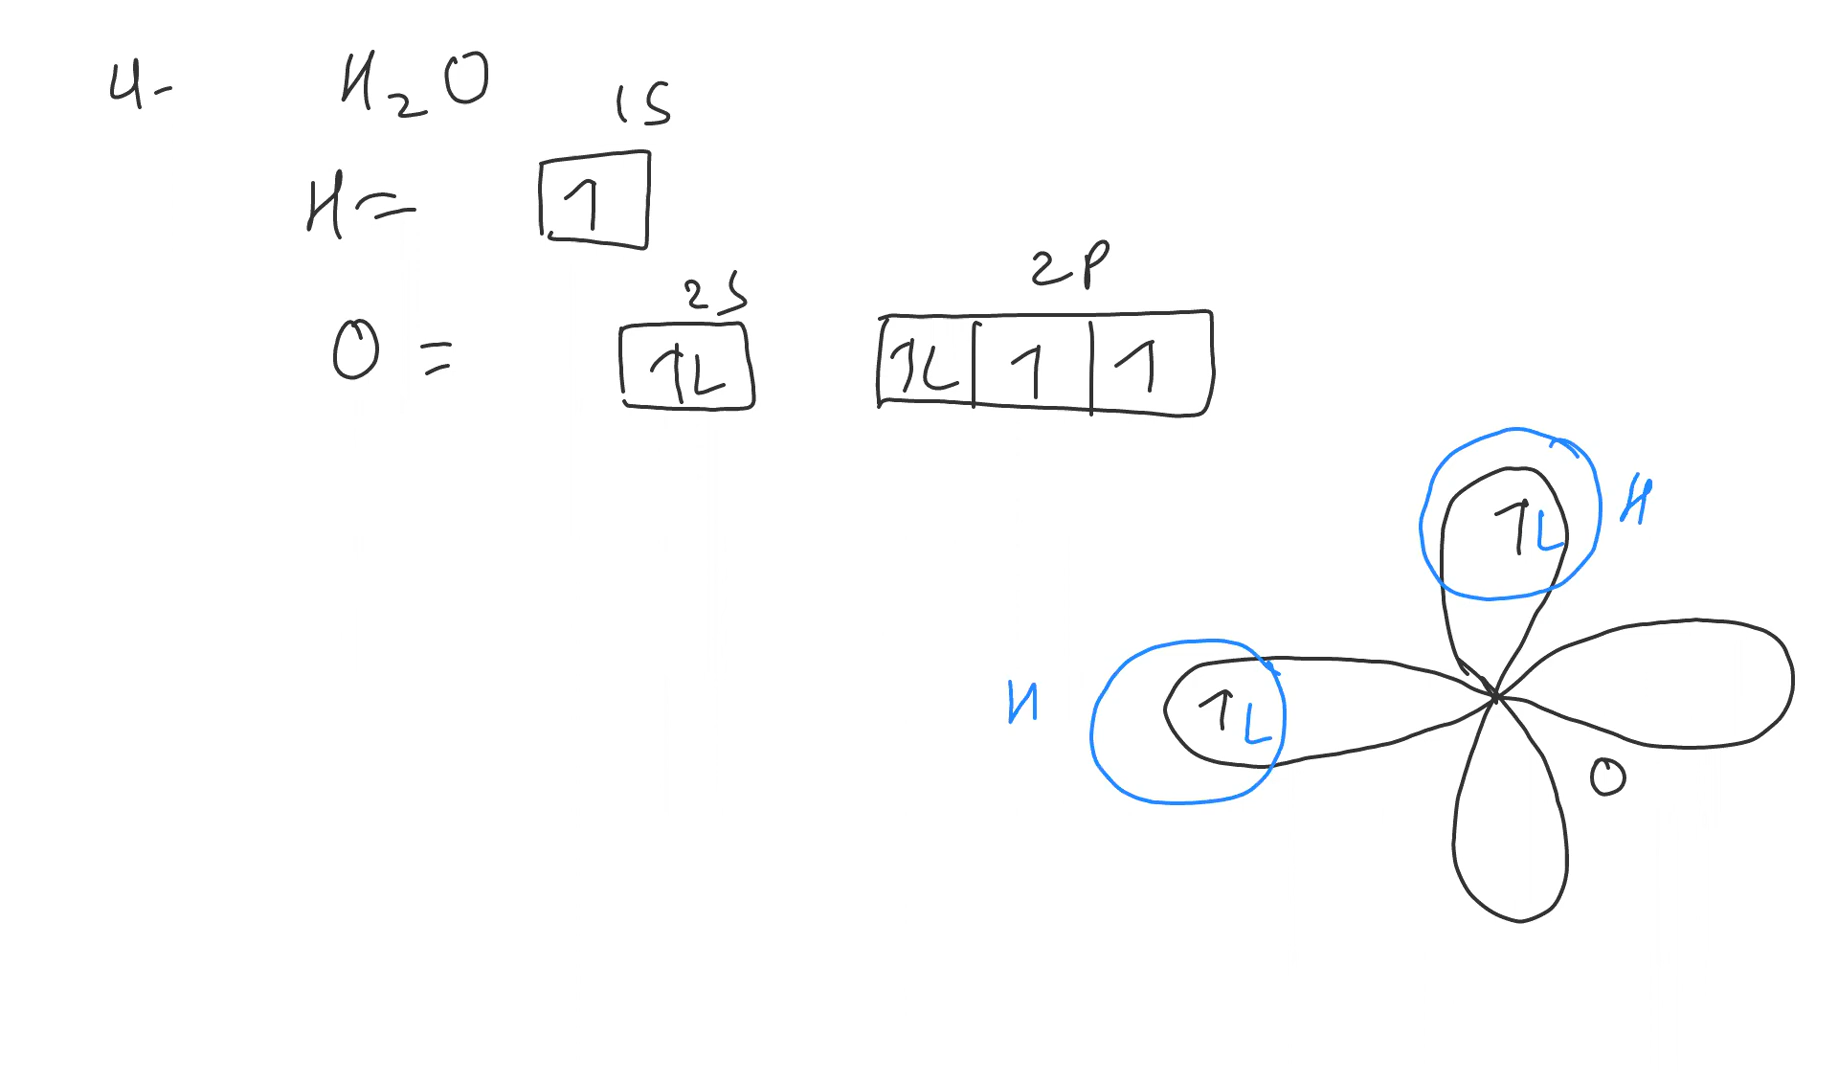 4- H₂O
1S
H = ↑
2S 2P
O = ↑↓ ↑↓ ↑ ↑
↑↓ H
H ↑↓
O